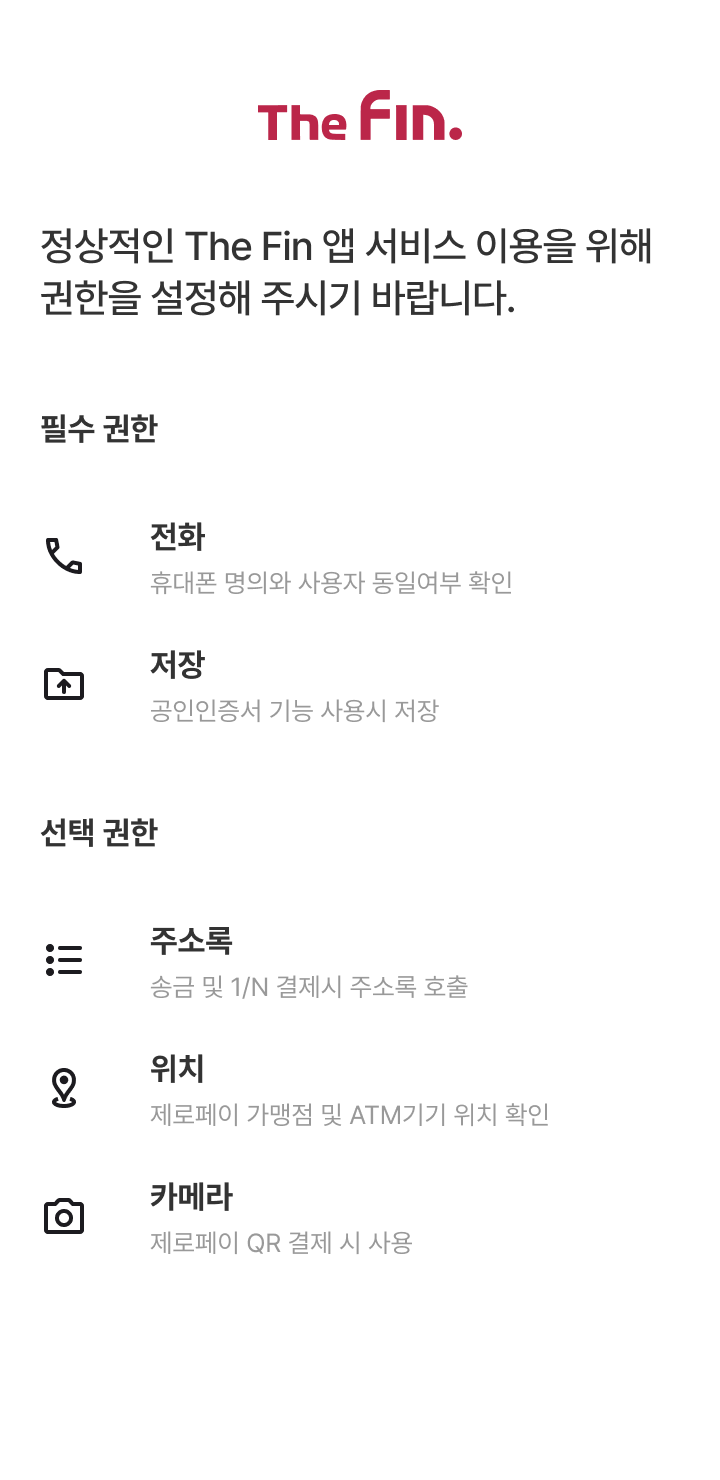 The Fin.
정상적인 The Fin 앱 서비스 이용을 위해
권한을 설정해 주시기 바랍니다.
필수 권한
전화
휴대폰 명의와 사용자 동일여부 확인
저장
공인인증서 기능 사용시 저장
선택 권한
주소록
송금 및 1/N 결제시 주소록 호출
위치
제로페이 가맹점 및 ATM기기 위치 확인
카메라
제로페이 QR 결제 시 사용